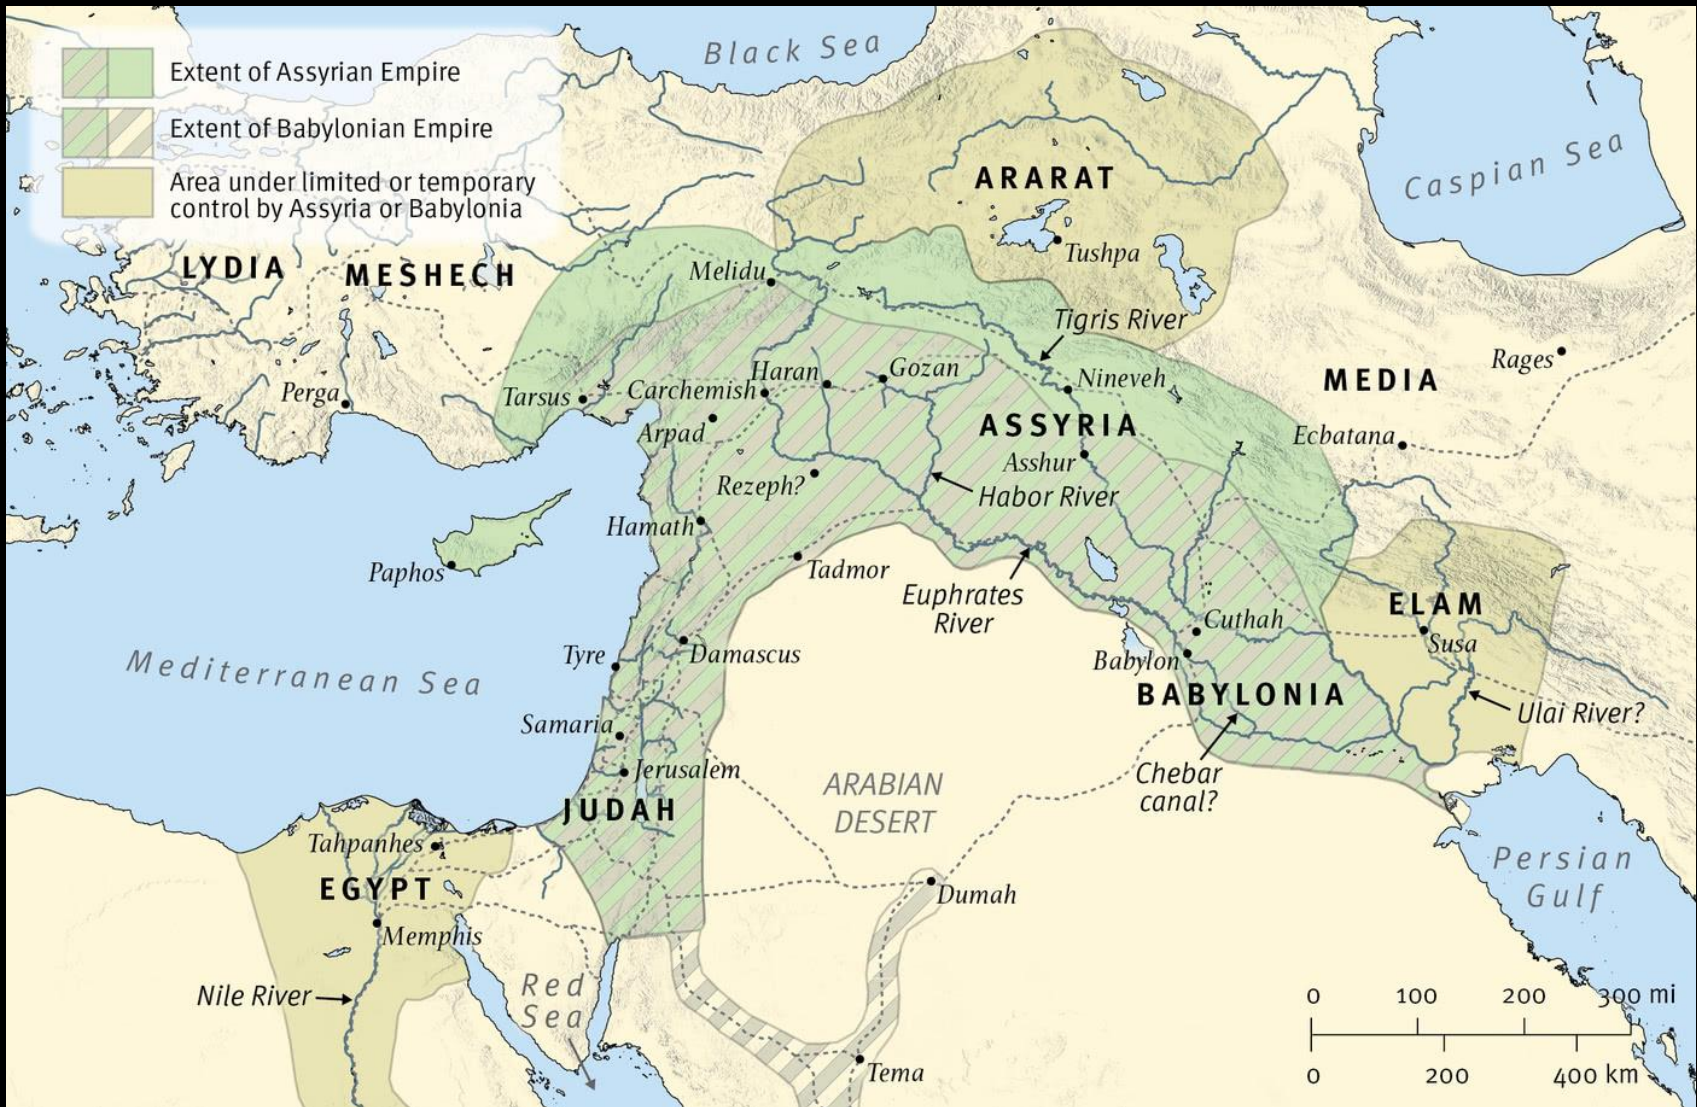 Black Sea
Extent of Assyrian Empire
Extent of Babylonian Empire
Area under limited or temporary
control by Assyria or Babylonia
Caspian Sea
ARARAT
Tushpa
LYDIA
MESHECH
Melidu
Tigris River
Rages
MEDIA
Perga
Tarsus
Carchemish
Haran
Gozan
Nineveh
Arpad
ASSYRIA
Ecbatana
Asshur
Rezeph?
Habor River
Hamath
Paphos
Tadmor
Euphrates
River
ELAM
Cuthah
Susa
Mediterranean Sea
Tyre
Damascus
Babylon
BABYLONIA
Ulai River?
Samaria
Jerusalem
Chebar
canal?
ARABIAN
DESERT
JUDAH
Tahpanhes
EGYPT
Dumah
Persian
Gulf
Memphis
Nile River
Red
Sea
Tema
0 100 200 300 mi
0 200 400 km